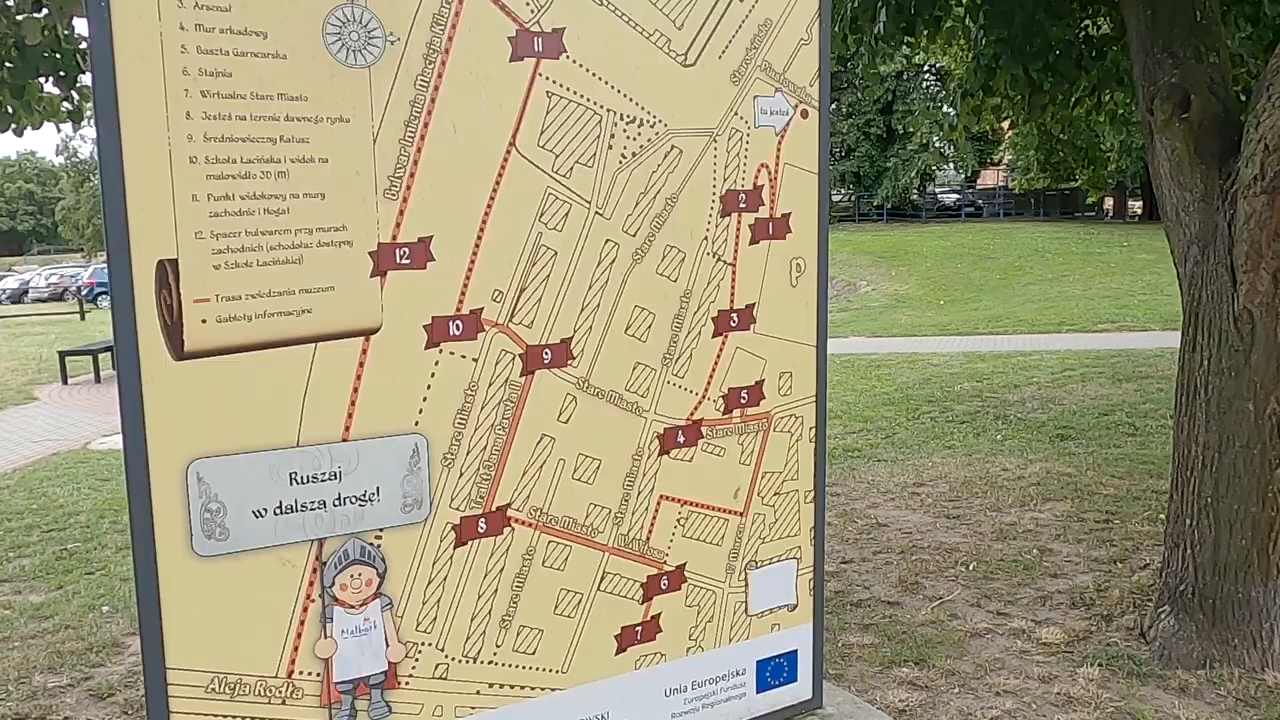 3. Arsenał
4. Mur arkadowy
5. Baszta Garncarska
6. Stajnia
7. Wirtualne Stare Miasto
8. Jesteś na terenie dawnego rynku
9. Średniowieczny Ratusz
10. Szkoła Łacińska i widok na
malowidło 3D (M)
11. Punkt widokowy na mury
zachodnie i Nogat
12. Spacer bulwarem przy murach
zachodnich (schodołaz dostępny
w Szkole Łacińskiej)
Trasa zwiedzania muzeum
Gabloty informacyjne
Bulwar imienia Macieja
11
Starościńska
Piastowska
tu jesteś
2
1
P
12
Stare Miasto
3
10
9
Stare Miasto
Stare Miasto
5
4
Stare Miasto
Stare Miasto
Trakt Jana Pawła II
Stare Miasto
8
Stare Miasto
17 Marca
6
7
Stare Miasto
Ruszaj
w dalszą drogę!
Malbork
Aleja Rodła
Unia Europejska
Europejski Fundusz
Rozwoju Regionalnego